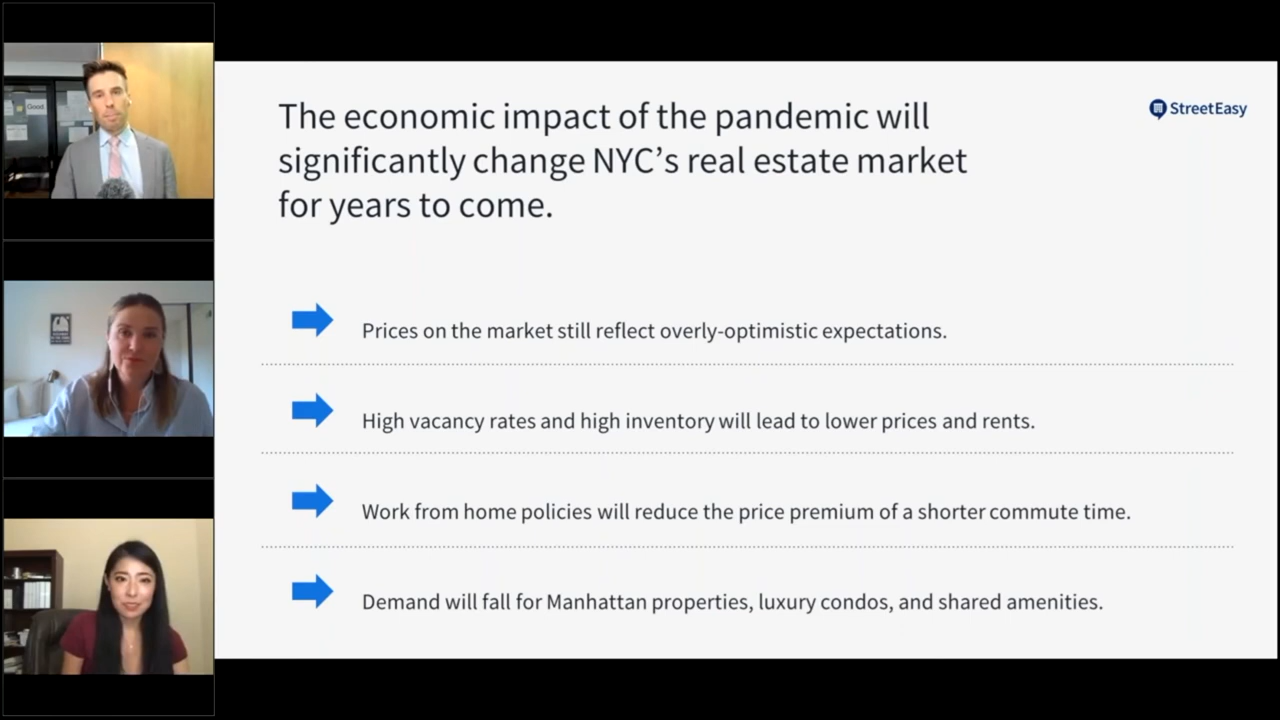 Good.
The economic impact of the pandemic will
significantly change NYC’s real estate market
for years to come.
StreetEasy
Prices on the market still reflect overly-optimistic expectations.
High vacancy rates and high inventory will lead to lower prices and rents.
Work from home policies will reduce the price premium of a shorter commute time.
Demand will fall for Manhattan properties, luxury condos, and shared amenities.